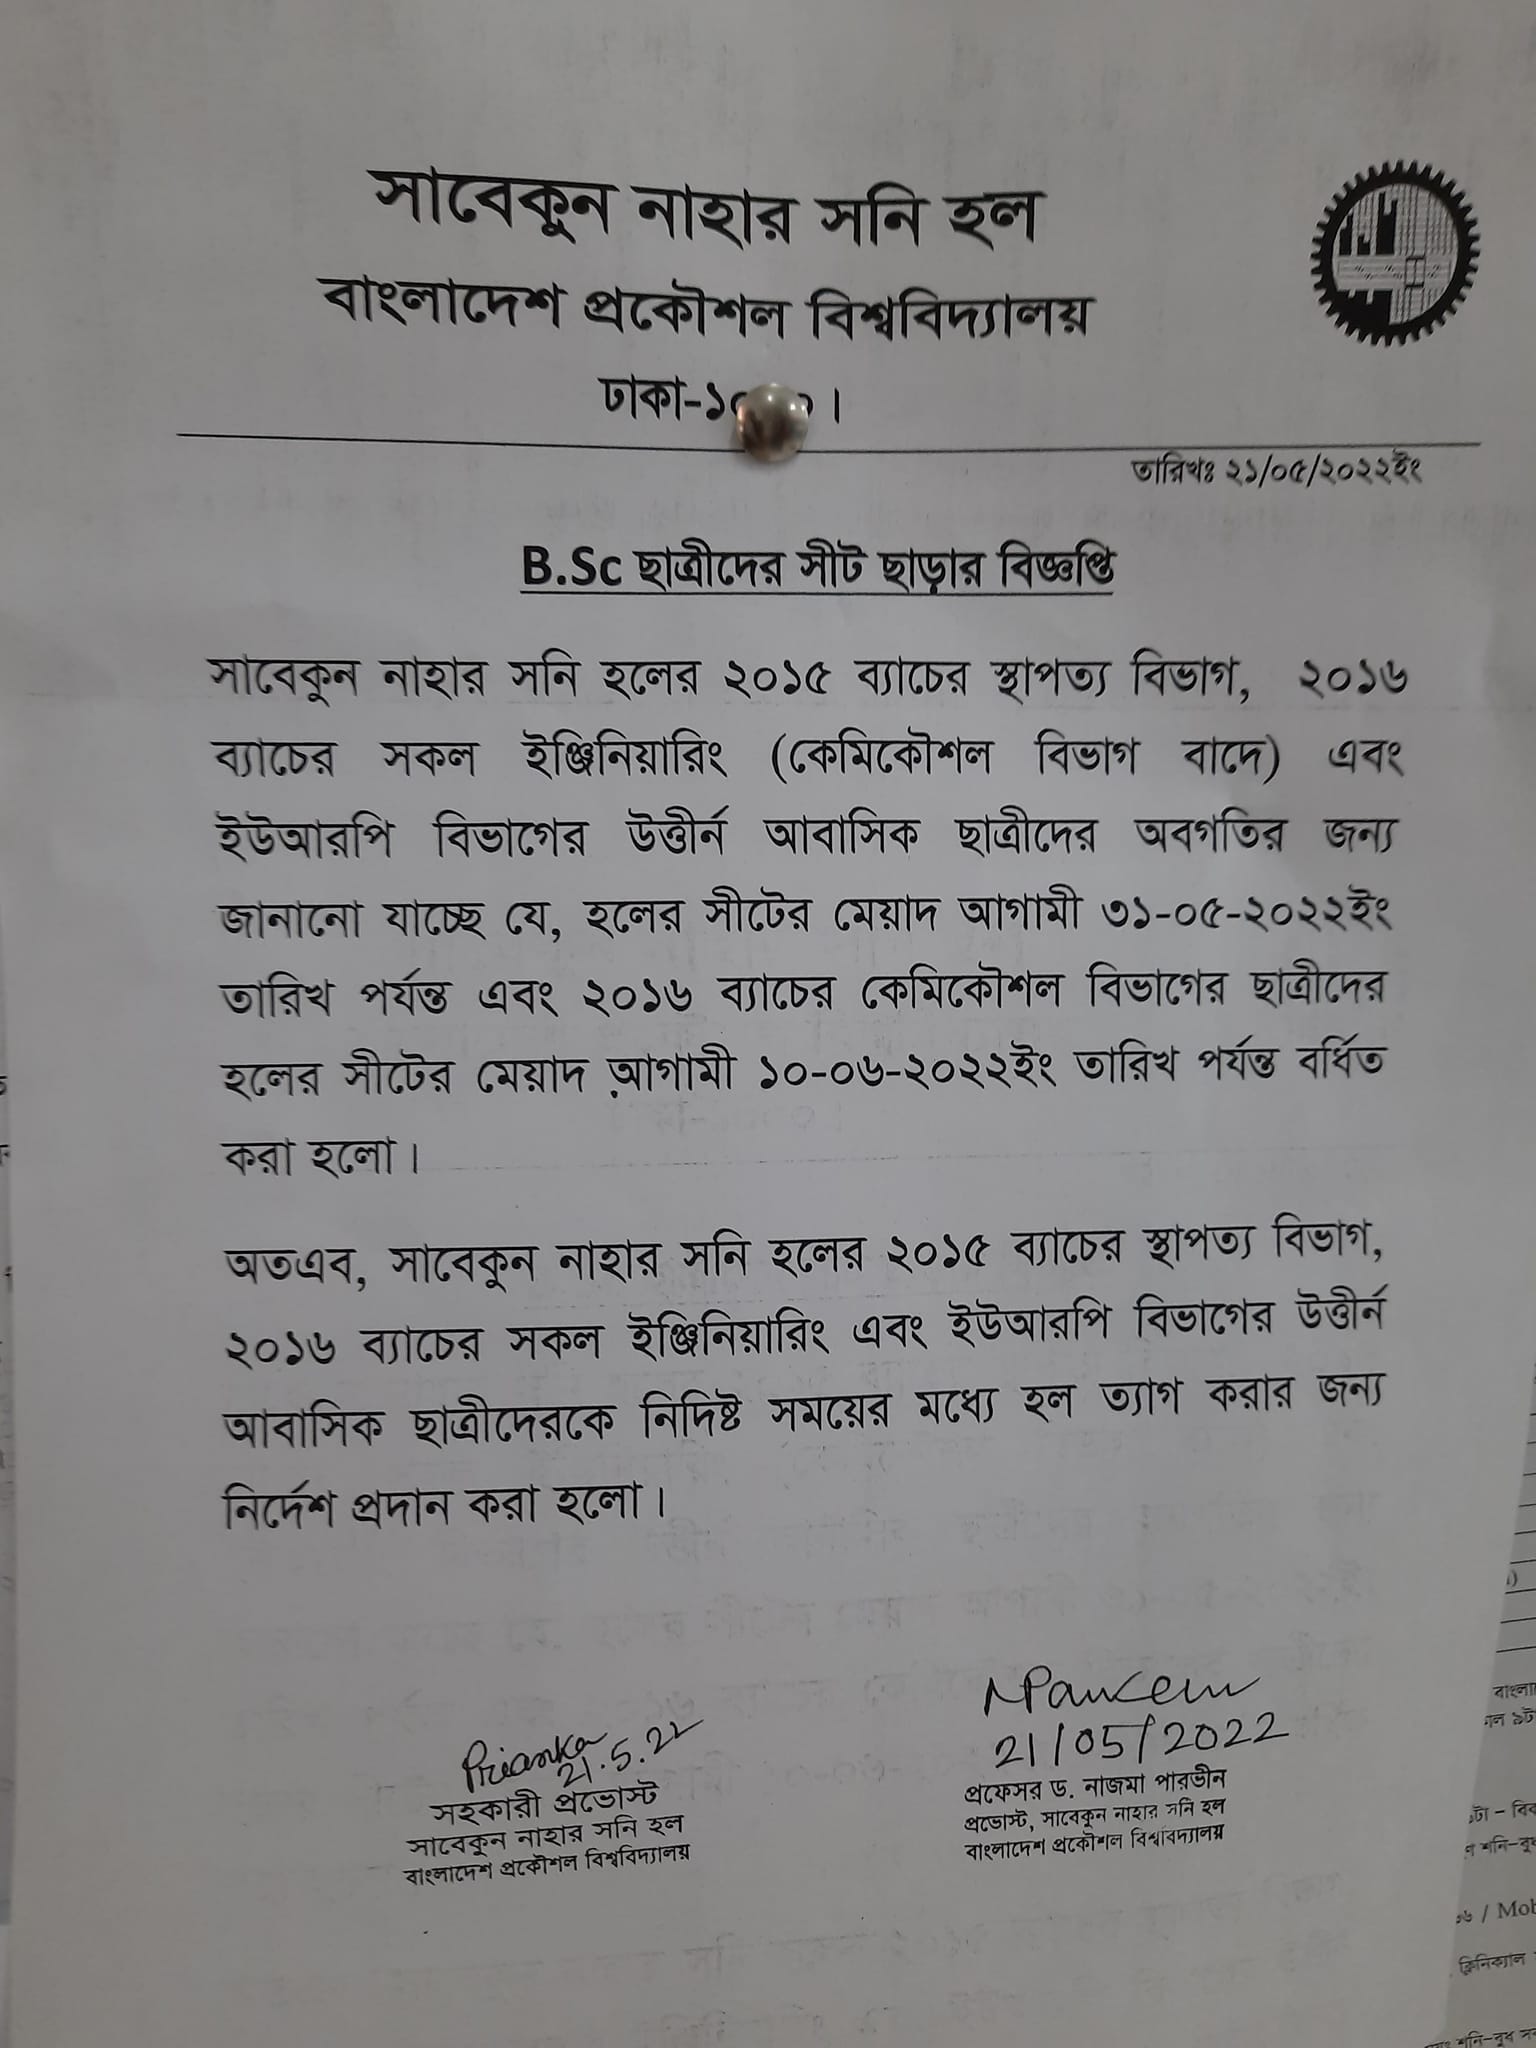 সাবেকুন নাহার সনি হল
বাংলাদেশ প্রকৌশল বিশ্ববিদ্যালয়
ঢাকা-১
তারিখঃ ২১/০৫/২০২২ইং
B.Sc ছাত্রীদের সীট ছাড়ার বিজ্ঞপ্তি
সাবেকুন নাহার সনি হলের ২০১৫ ব্যাচের স্থাপত্য বিভাগ, ২০১৬
ব্যাচের সকল ইঞ্জিনিয়ারিং (কেমিকৌশল বিভাগ বাদে) এবং
ইউআরপি বিভাগের উত্তীর্ন আবাসিক ছাত্রীদের অবগতির জন্য
জানানো যাচ্ছে যে, হলের সীটের মেয়াদ আগামী ৩১-০৫-২০২২ইং
তারিখ পর্যন্ত এবং ২০১৬ ব্যাচের কেমিকৌশল বিভাগের ছাত্রীদের
হলের সীটের মেয়াদ আগামী ১০-০৬-২০২২ইং তারিখ পর্যন্ত বর্ধিত
করা হলো।
অতএব, সাবেকুন নাহার সনি হলের ২০১৫ ব্যাচের স্থাপত্য বিভাগ,
২০১৬ ব্যাচের সকল ইঞ্জিনিয়ারিং এবং ইউআরপি বিভাগের উত্তীর্ন
আবাসিক ছাত্রীদেরকে নিদিষ্ট সময়ের মধ্যে হল ত্যাগ করার জন্য
নির্দেশ প্রদান করা হলো।
Prianka
21.5.22
সহকারী প্রভোস্ট
সাবেকুন নাহার সনি হল
বাংলাদেশ প্রকৌশল বিশ্ববিদ্যালয়
NParveen
21/05/2022
প্রফেসর ড. নাজমা পারভীন
প্রভোস্ট, সাবেকুন নাহার সনি হল
বাংলাদেশ প্রকৌশল বিশ্ববিদ্যালয়
শনি-বুধ
/ Mob
ক্লিনিক্যাল
শনি-বুধ